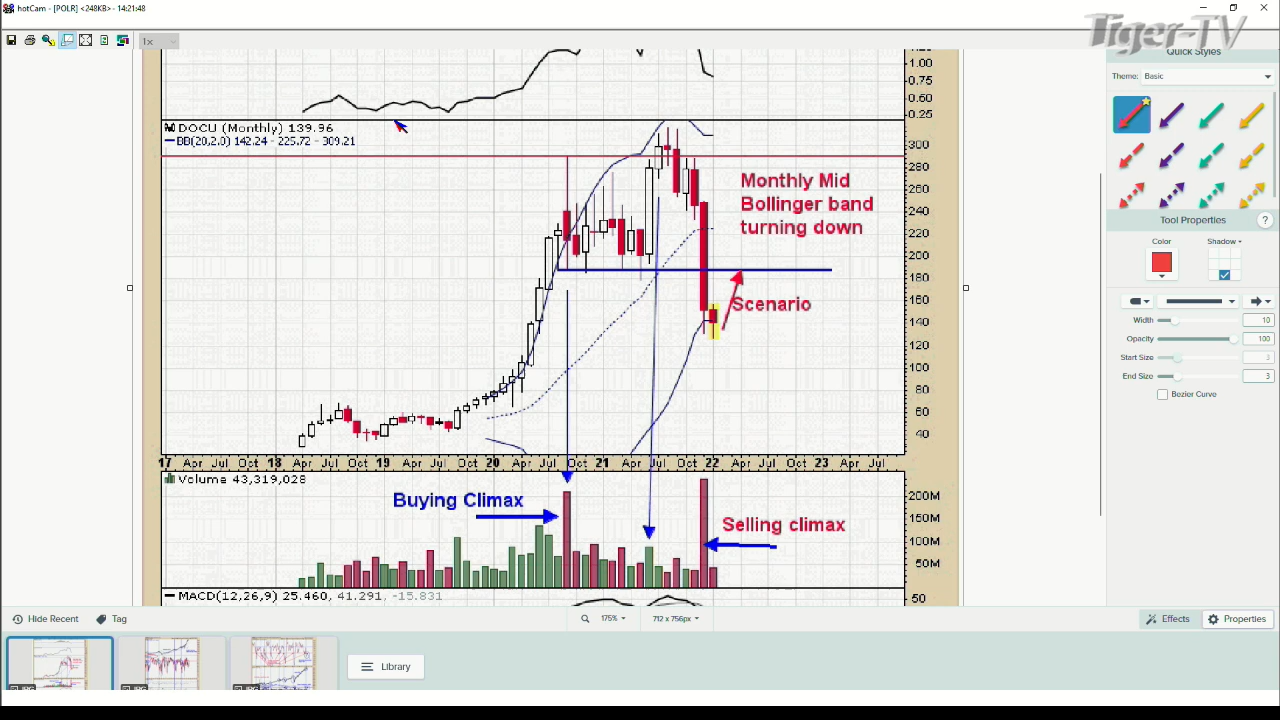 hotCam - [POLR] <248KB> - 14:21:48
Tiger-TV
1x
Quick Styles
Theme: Basic
1.00
0.75
0.50
0.25
DOCU (Monthly) 139.96
BB(20,2.0) 142.24 - 225.72 - 309.21
300
280
260
240
220
200
180
160
140
120
100
80
60
40
Monthly Mid
Bollinger band
turning down
Scenario
17 Apr Jul Oct 18 Apr Jul Oct 19 Apr Jul Oct 20 Apr Jul Oct 21 Apr Jul Oct 22 Apr Jul Oct 23 Apr Jul
Volume 43,319,028
200M
150M
100M
50M
Buying Climax
Selling climax
MACD(12,26,9) 25.460, 41.291, -15.831
50
Tool Properties
?
Color
Shadow
Width
10
Opacity
100
Start Size
3
End Size
3
Bezier Curve
Hide Recent
Tag
175%
712 x 756px
Effects
Properties
Library